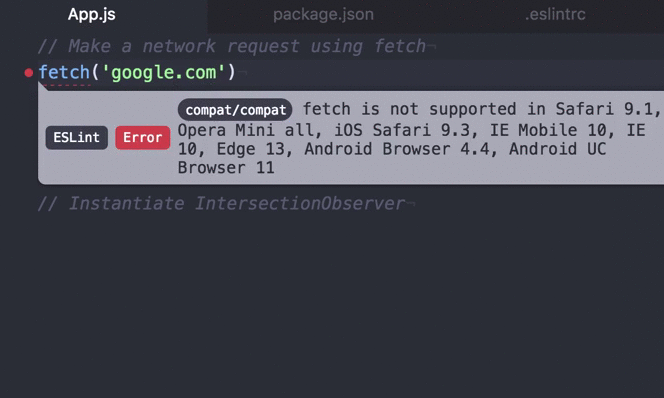 App.js package.json .eslintrc
// Make a network request using fetch¬
fetch('google.com')¬
compat/compat fetch is not supported in Safari 9.1,
ESLint Error Opera Mini all, iOS Safari 9.3, IE Mobile 10, IE
10, Edge 13, Android Browser 4.4, Android UC
Browser 11
// Instantiate IntersectionObserver¬